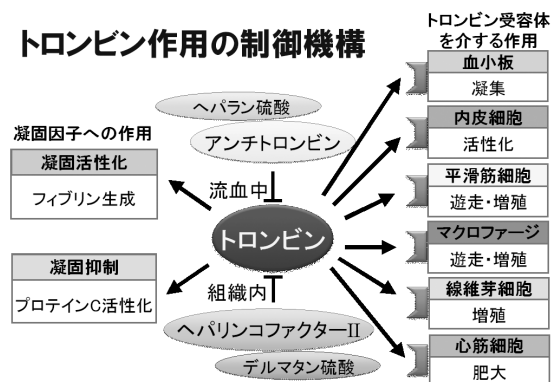 トロンビン作用の制御機構
トロンビン受容体
を介する作用
血小板
凝集
内皮細胞
活性化
平滑筋細胞
遊走・増殖
マクロファージ
遊走・増殖
線維芽細胞
増殖
心筋細胞
肥大
ヘパラン硫酸
アンチトロンビン
流血中
トロンビン
組織内
ヘパリンコファクターII
デルマタン硫酸
凝固因子への作用
凝固活性化
フィブリン生成
凝固抑制
プロテインC活性化